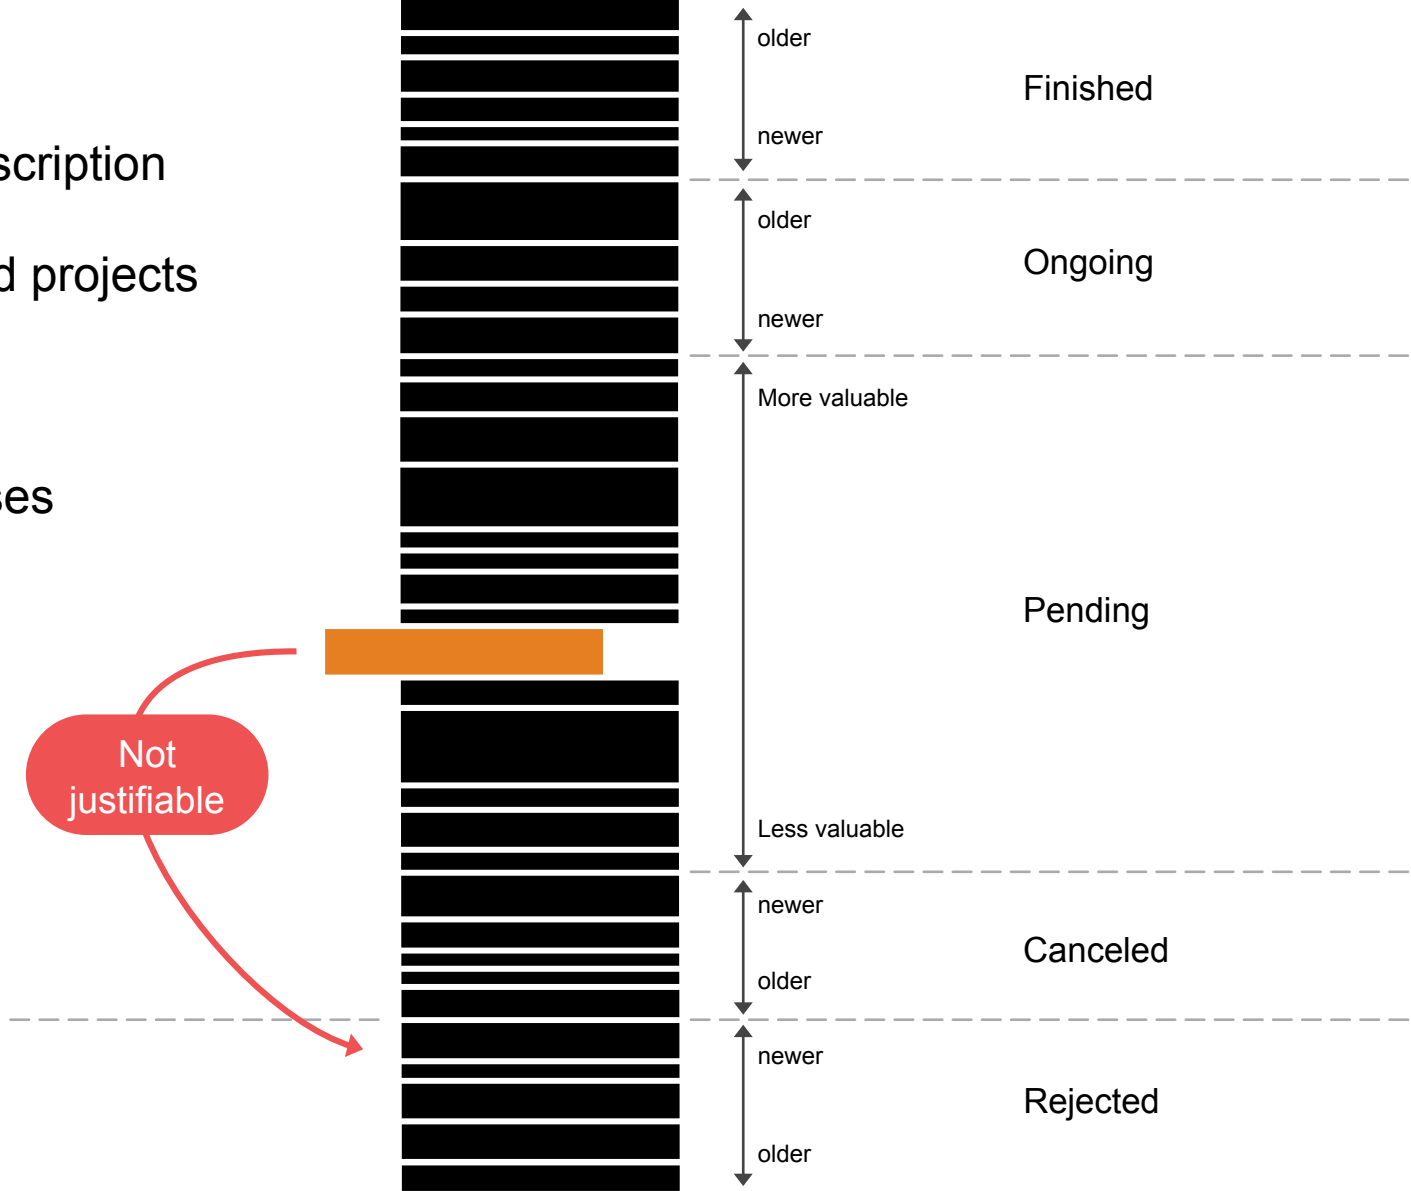 older
Finished
newer
scription
older
Ongoing
d projects
newer
More valuable
ses
Pending
Not
justifiable
Less valuable
newer
Canceled
older
newer
Rejected
older